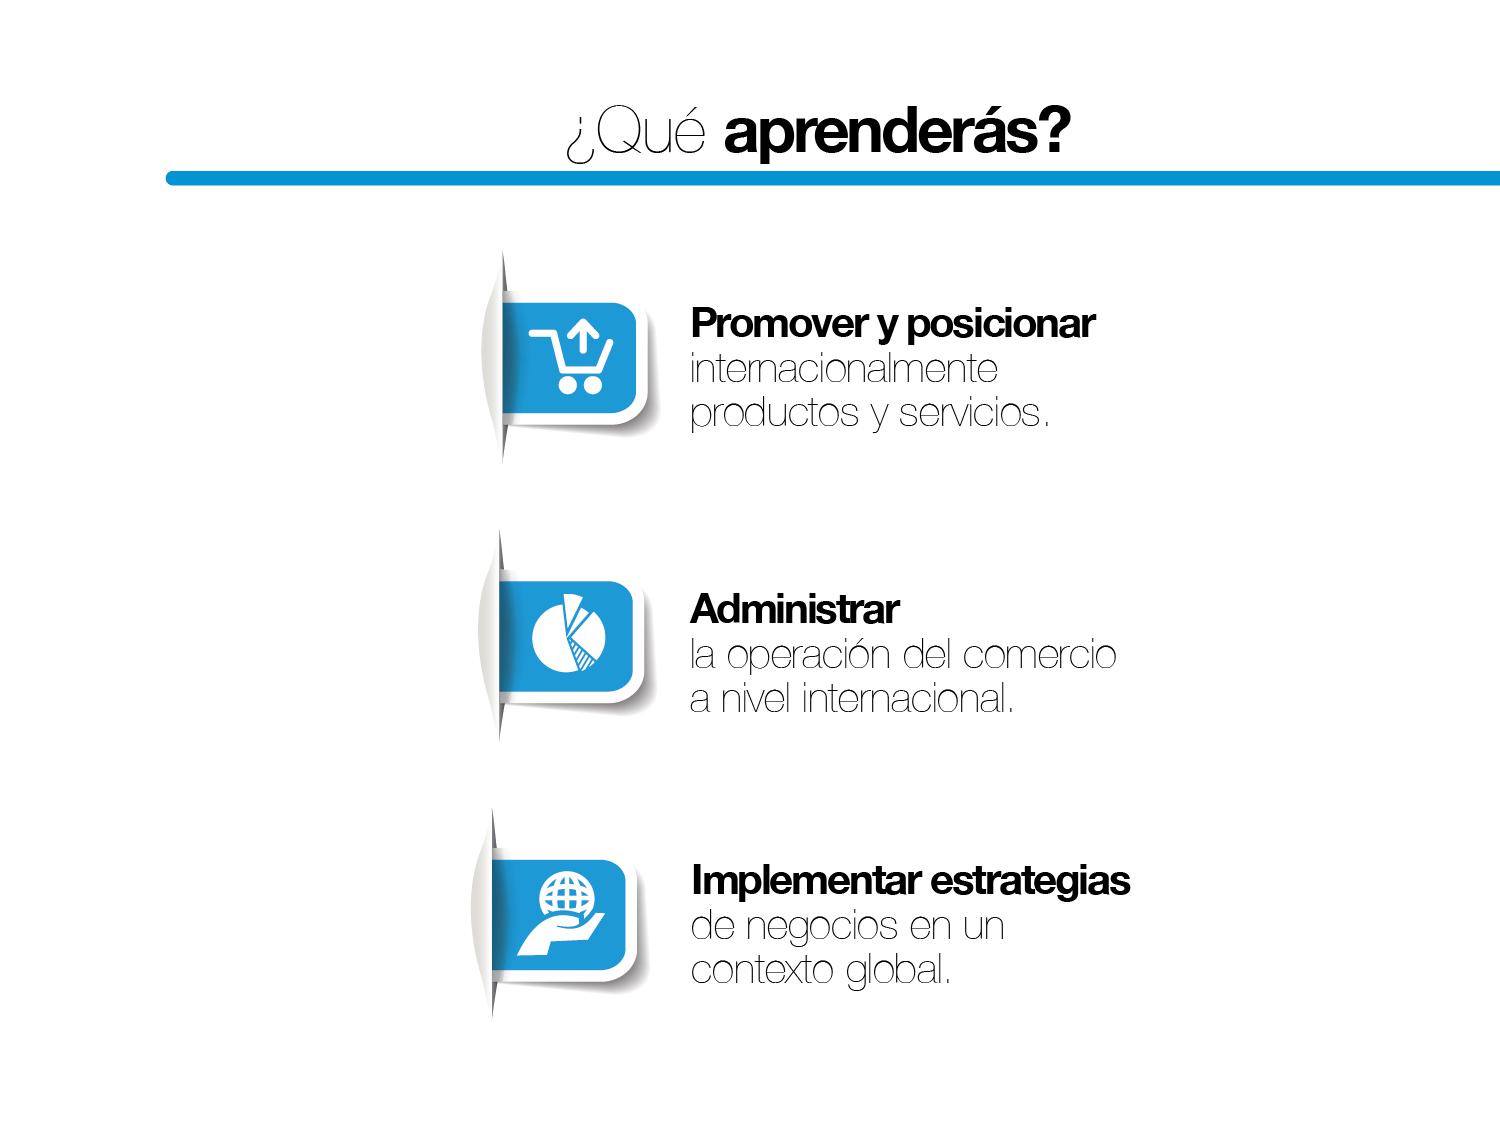 ¿Qué aprenderás?
Promover y posicionar
internacionalmente
productos y servicios.
Administrar
la operación del comercio
a nivel internacional.
Implementar estrategias
de negocios en un
contexto global.